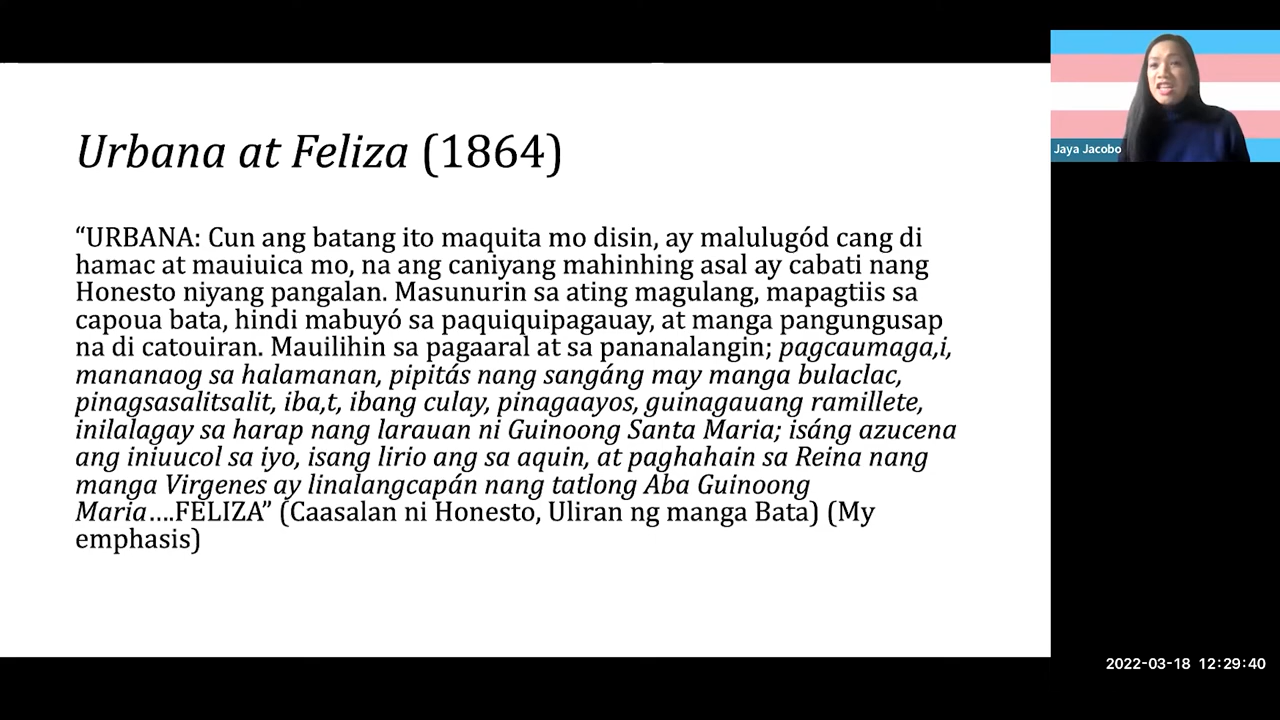 Urbana at Feliza (1864)
“URBANA: Cun ang batang ito maquita mo disin, ay malulugód cang di
hamac at mauiuica mo, na ang caniyang mahinhing asal ay cabati nang
Honesto niyang pangalan. Masunurin sa ating magulang, mapagtiis sa
capoua bata, hindi mabuyó sa paquiquipagauay, at manga pangungusap
na di catouiran. Mauilihin sa pagaaral at sa pananalangin; pagcaumaga,i,
mananaog sa halamanan, pipitás nang sangáng may manga bulaclac,
pinagsasalitsalit, iba,t, ibang culay, pinagaayos, guinagauang ramillete,
inilalagay sa harap nang larauan ni Guinoong Santa Maria; isáng azucena
ang iniuucol sa iyo, isang lirio ang sa aquin, at paghahain sa Reina nang
manga Virgenes ay linalangcapán nang tatlong Aba Guinoong
Maria….FELIZA” (Caasalan ni Honesto, Uliran ng manga Bata) (My
emphasis)
Jaya Jacobo
2022-03-18 12:29:40